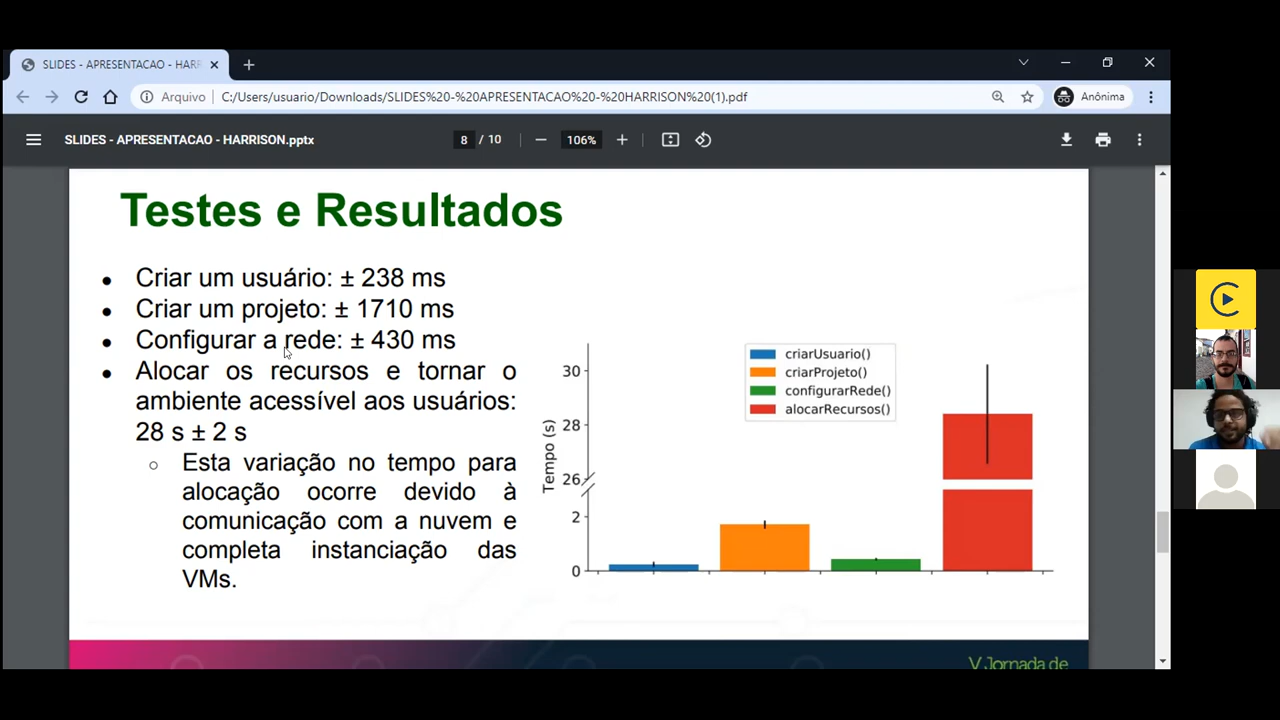 SLIDES - APRESENTACAO - HARR
Arquivo
C:/Users/usuario/Downloads/SLIDES%20-%20APRESENTACAO%20-%20HARRISON%20(1).pdf
Anônima
SLIDES - APRESENTACAO - HARRISON.pptx
8 / 10
106%
Testes e Resultados
● Criar um usuário: ± 238 ms
● Criar um projeto: ± 1710 ms
● Configurar a rede: ± 430 ms
● Alocar os recursos e tornar o
ambiente acessível aos usuários:
28 s ± 2 s
○ Esta variação no tempo para
alocação ocorre devido à
comunicação com a nuvem e
completa instanciação das
VMs.
Tempo (s)
30
28
26
2
0
criarUsuario()
criarProjeto()
configurarRede()
alocarRecursos()
V Jornada de